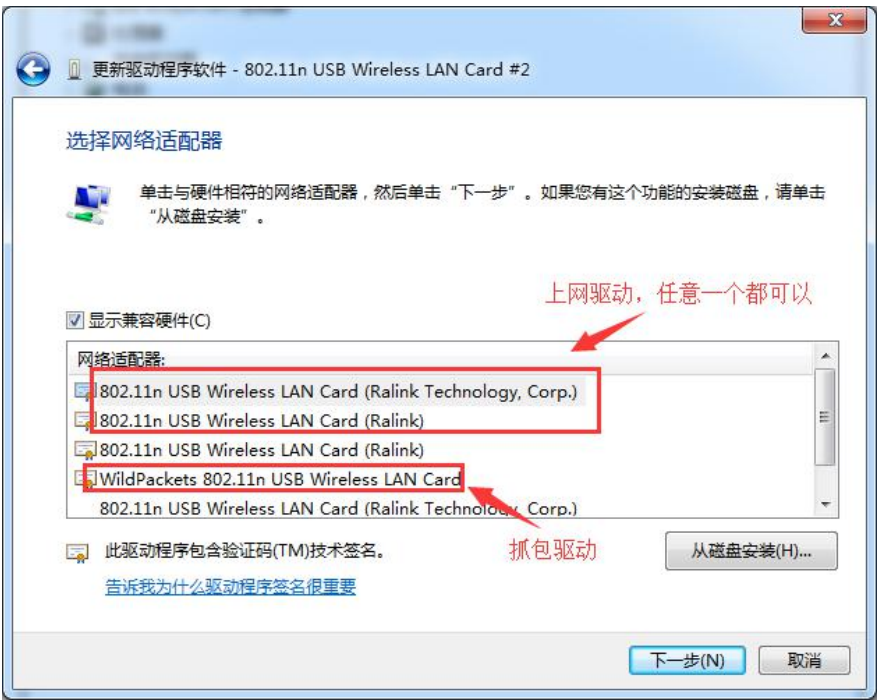 更新驱动程序软件 - 802.11n USB Wireless LAN Card #2
选择网络适配器
单击与硬件相符的网络适配器，然后单击“下一步”。如果您有这个功能的安装磁盘，请单击
“从磁盘安装”。
上网驱动，任意一个都可以
显示兼容硬件(C)
网络适配器:
802.11n USB Wireless LAN Card (Ralink Technology, Corp.)
802.11n USB Wireless LAN Card (Ralink)
802.11n USB Wireless LAN Card (Ralink)
WildPackets 802.11n USB Wireless LAN Card
802.11n USB Wireless LAN Card (Ralink Technology, Corp.)
抓包驱动
此驱动程序包含验证码(TM)技术签名。
从磁盘安装(H)...
告诉我为什么驱动程序签名很重要
下一步(N)
取消